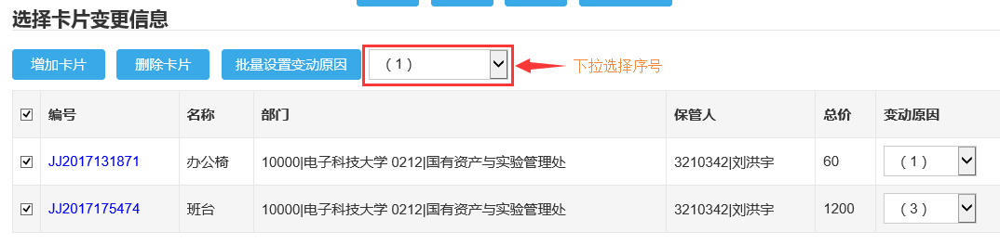 选择卡片变更信息
增加卡片 删除卡片 批量设置变动原因 （1） 下拉选择序号
编号 名称 部门 保管人 总价 变动原因
JJ2017131871 办公椅 10000|电子科技大学 0212|国有资产与实验管理处 3210342|刘洪宇 60 （1）
JJ2017175474 班台 10000|电子科技大学 0212|国有资产与实验管理处 3210342|刘洪宇 1200 （3）